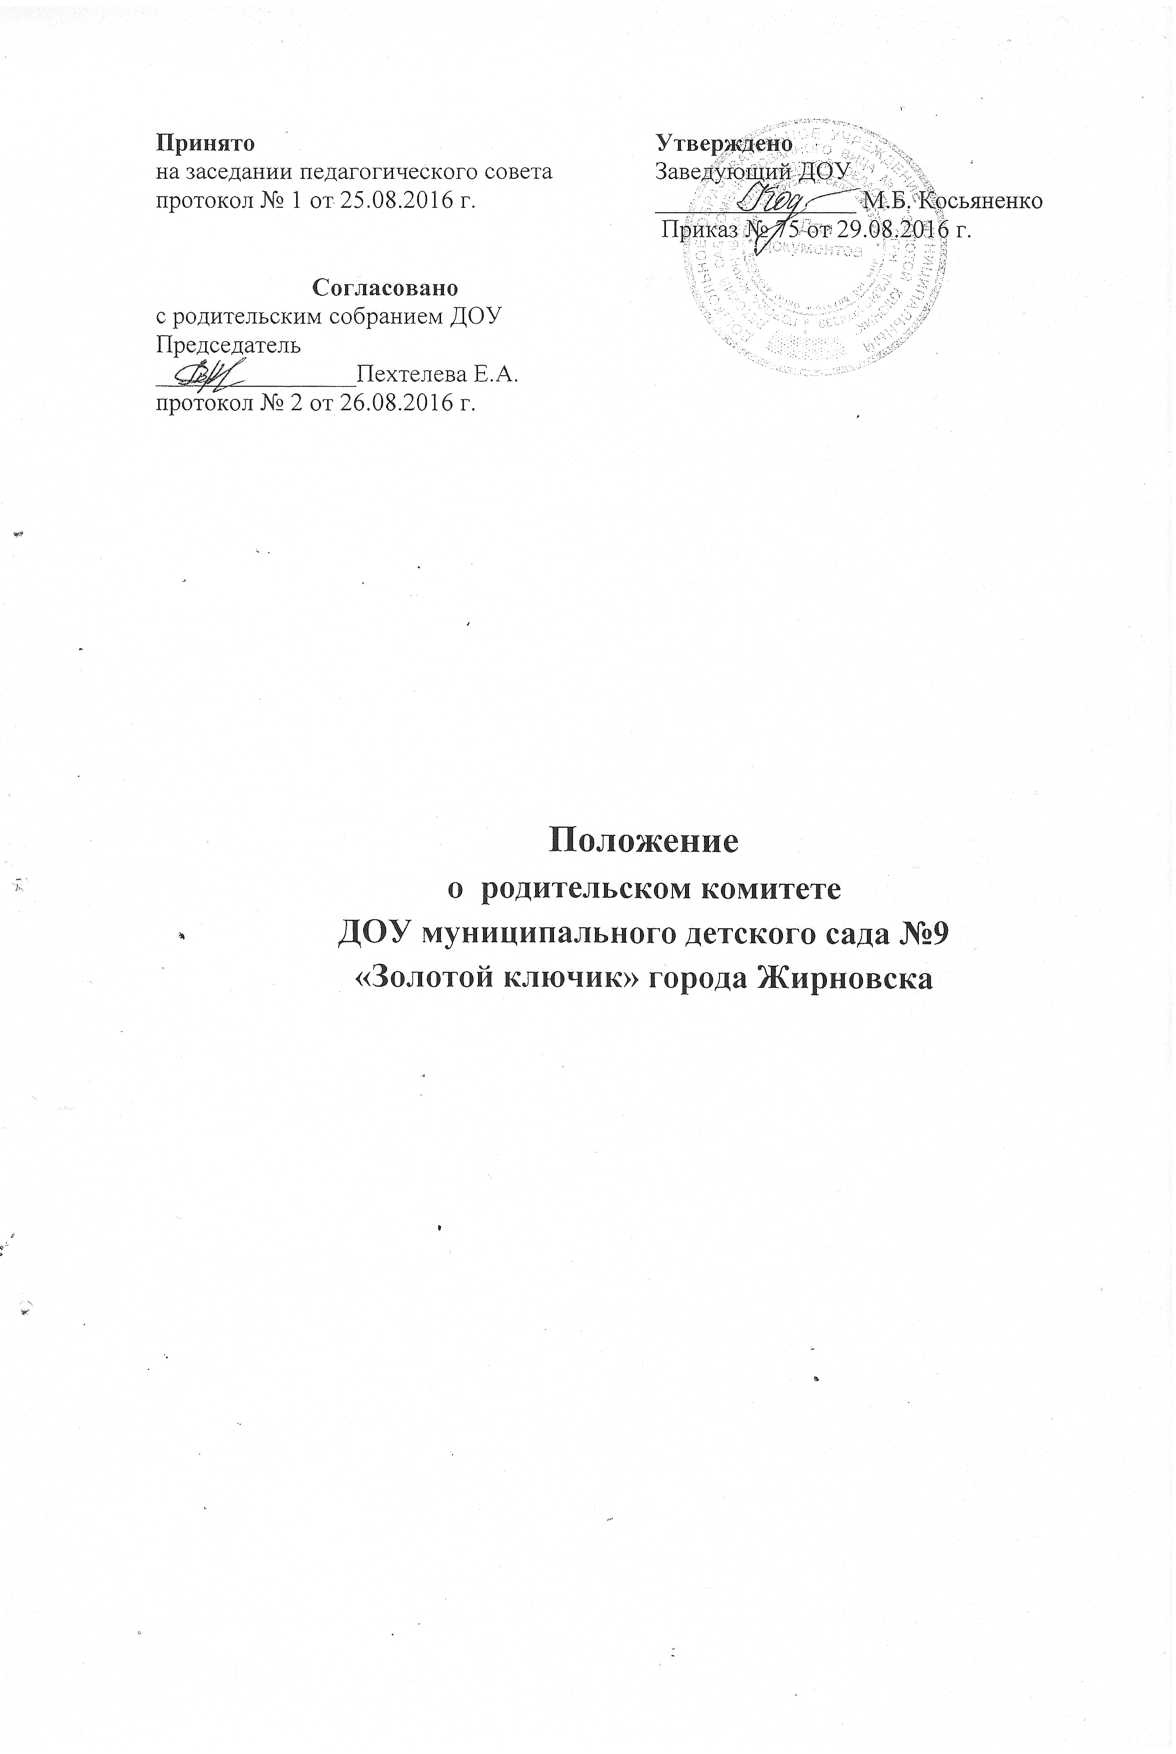 Принято
на заседании педагогического совета
протокол № 1 от 25.08.2016 г.
Утверждено
Заведующий ДОУ
М.Б. Косьяненко
Приказ № 75 от 29.08.2016 г.
документов
Согласовано
с родительским собранием ДОУ
Председатель
Пехтелева Е.А.
протокол № 2 от 26.08.2016 г.
Положение
о родительском комитете
ДОУ муниципального детского сада №9
«Золотой ключик» города Жирновска